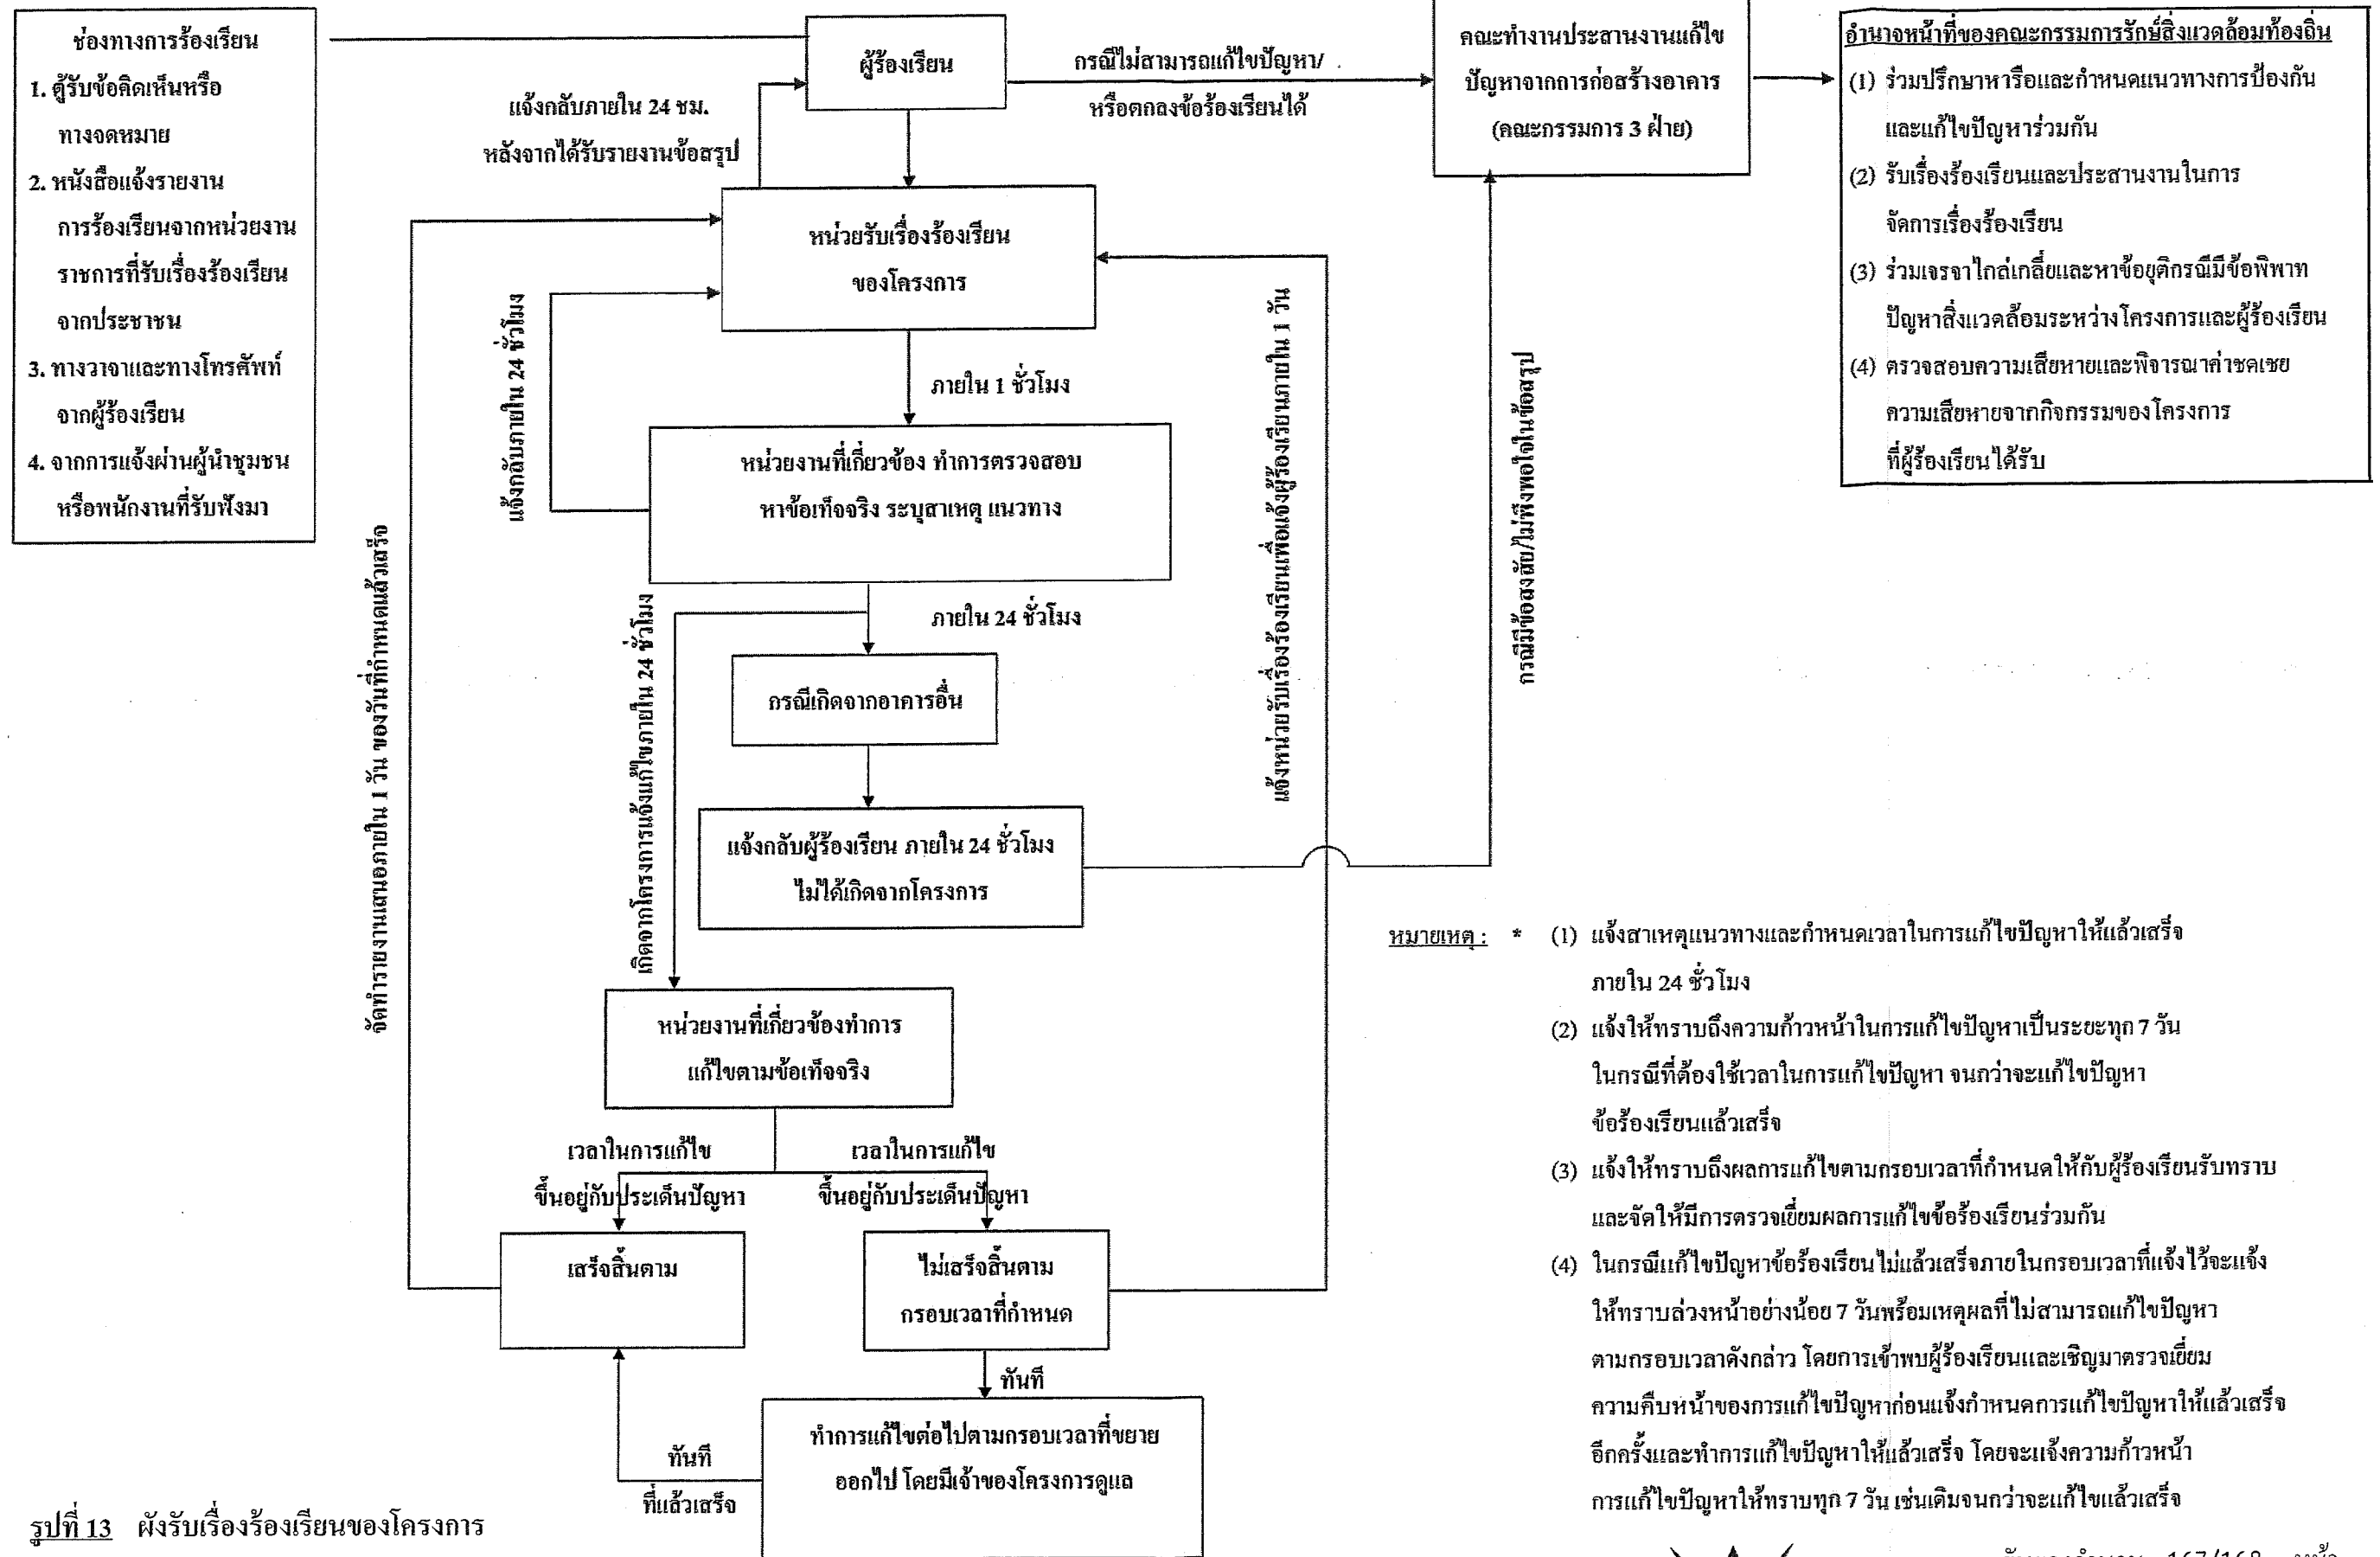 ช่องทางการร้องเรียน
1. ตู้รับข้อคิดเห็นหรือ
ทางจดหมาย
2. หนังสือแจ้งรายงาน
การร้องเรียนจากหน่วยงาน
ราชการที่รับเรื่องร้องเรียน
จากประชาชน
3. ทางวาจาและทางโทรศัพท์
จากผู้ร้องเรียน
4. จากการแจ้งผ่านผู้นำชุมชน
หรือพนักงานที่รับฟังมา
ผู้ร้องเรียน
แจ้งกลับภายใน 24 ชม.
หลังจากได้รับรายงานข้อสรุป
กรณีไม่สามารถแก้ไขปัญหา/
หรือตกลงข้อร้องเรียนได้
คณะทำงานประสานงานแก้ไข
ปัญหาจากการก่อสร้างอาคาร
(คณะกรรมการ 3 ฝ่าย)
อำนาจหน้าที่ของคณะกรรมการรักษ์สิ่งแวดล้อมท้องถิ่น
(1) ร่วมปรึกษาหารือและกำหนดแนวทางการป้องกัน
และแก้ไขปัญหาร่วมกัน
(2) รับเรื่องร้องเรียนและประสานงานในการ
จัดการเรื่องร้องเรียน
(3) ร่วมเจรจาไกล่เกลี่ยและหาข้อยุติกรณีมีข้อพิพาท
ปัญหาสิ่งแวดล้อมระหว่างโครงการและผู้ร้องเรียน
(4) ตรวจสอบความเสียหายและพิจารณาค่าชดเชย
ความเสียหายจากกิจกรรมของโครงการ
ที่ผู้ร้องเรียนได้รับ
หน่วยรับเรื่องร้องเรียน
ของโครงการ
แจ้งกลับภายใน 24 ชั่วโมง
ภายใน 1 ชั่วโมง
หน่วยงานที่เกี่ยวข้อง ทำการตรวจสอบ
หาข้อเท็จจริง ระบุสาเหตุ แนวทาง
แจ้งหน่วยรับเรื่องร้องเรียนเพื่อแจ้งผู้ร้องเรียนภายใน 1 วัน
กรณีมีข้อสงสัย/ไม่พึงพอใจในข้อสรุป
จัดทำรายงานเสนอภายใน 1 วัน ของวันที่กำหนดแล้วเสร็จ
เกิดจากโครงการแจ้งแก้ไขภายใน 24 ชั่วโมง
ภายใน 24 ชั่วโมง
กรณีเกิดจากอาคารอื่น
แจ้งกลับผู้ร้องเรียน ภายใน 24 ชั่วโมง
ไม่ได้เกิดจากโครงการ
หน่วยงานที่เกี่ยวข้องทำการ
แก้ไขตามข้อเท็จจริง
เวลาในการแก้ไข
ขึ้นอยู่กับประเด็นปัญหา
เวลาในการแก้ไข
ขึ้นอยู่กับประเด็นปัญหา
เสร็จสิ้นตาม
ไม่เสร็จสิ้นตาม
กรอบเวลาที่กำหนด
ทันที
ทำการแก้ไขต่อไปตามกรอบเวลาที่ขยาย
ออกไป โดยมีเจ้าของโครงการดูแล
ทันที
ที่แล้วเสร็จ
หมายเหตุ : * (1) แจ้งสาเหตุแนวทางและกำหนดเวลาในการแก้ไขปัญหาให้แล้วเสร็จ
ภายใน 24 ชั่วโมง
(2) แจ้งให้ทราบถึงความก้าวหน้าในการแก้ไขปัญหาเป็นระยะทุก 7 วัน
ในกรณีที่ต้องใช้เวลาในการแก้ไขปัญหา จนกว่าจะแก้ไขปัญหา
ข้อร้องเรียนแล้วเสร็จ
(3) แจ้งให้ทราบถึงผลการแก้ไขตามกรอบเวลาที่กำหนดให้กับผู้ร้องเรียนรับทราบ
และจัดให้มีการตรวจเยี่ยมผลการแก้ไขข้อร้องเรียนร่วมกัน
(4) ในกรณีแก้ไขปัญหาข้อร้องเรียนไม่แล้วเสร็จภายในกรอบเวลาที่แจ้งไว้จะแจ้ง
ให้ทราบล่วงหน้าอย่างน้อย 7 วันพร้อมเหตุผลที่ไม่สามารถแก้ไขปัญหา
ตามกรอบเวลาดังกล่าว โดยการเข้าพบผู้ร้องเรียนและเชิญมาตรวจเยี่ยม
ความคืบหน้าของการแก้ไขปัญหาก่อนแจ้งกำหนดการแก้ไขปัญหาให้แล้วเสร็จ
อีกครั้งและทำการแก้ไขปัญหาให้แล้วเสร็จ โดยจะแจ้งความก้าวหน้า
การแก้ไขปัญหาให้ทราบทุก 7 วัน เช่นเดิมจนกว่าจะแก้ไขแล้วเสร็จ
รูปที่ 13 ผังรับเรื่องร้องเรียนของโครงการ
167/168 หน้า